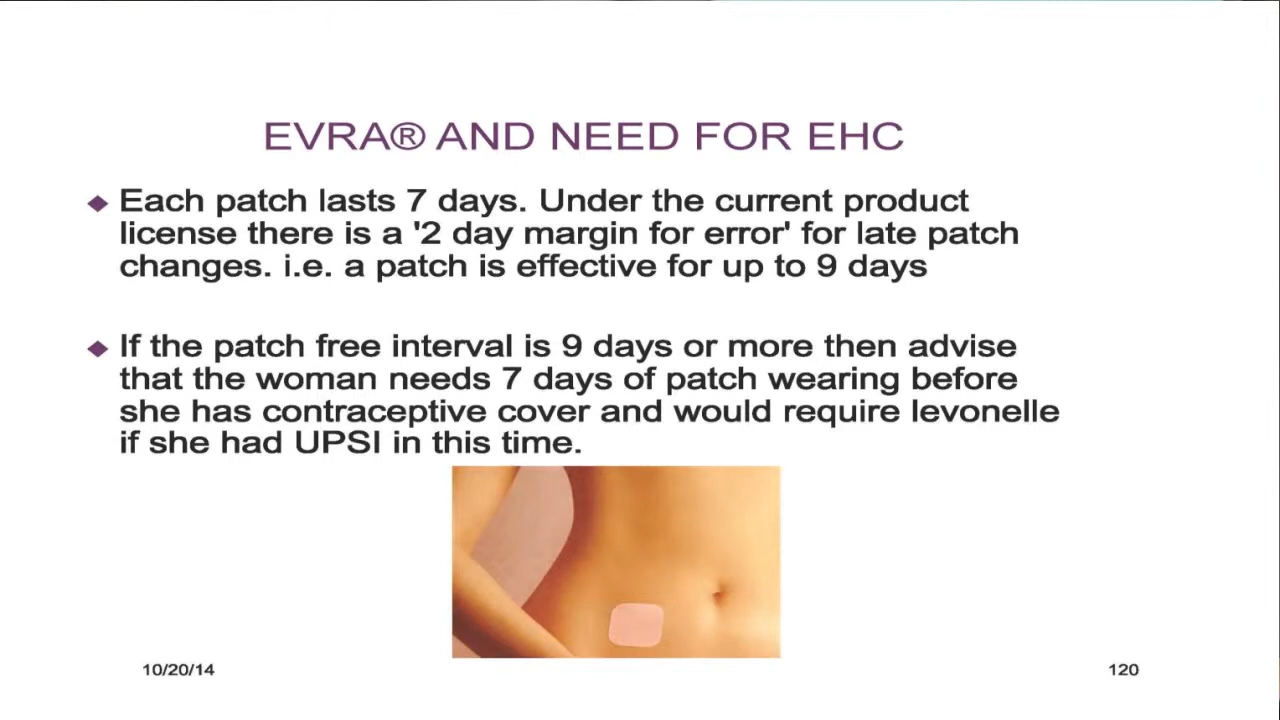 EVRA® AND NEED FOR EHC
Each patch lasts 7 days. Under the current product
license there is a '2 day margin for error' for late patch
changes. i.e. a patch is effective for up to 9 days
If the patch free interval is 9 days or more then advise
that the woman needs 7 days of patch wearing before
she has contraceptive cover and would require levonelle
if she had UPSI in this time.
10/20/14
120